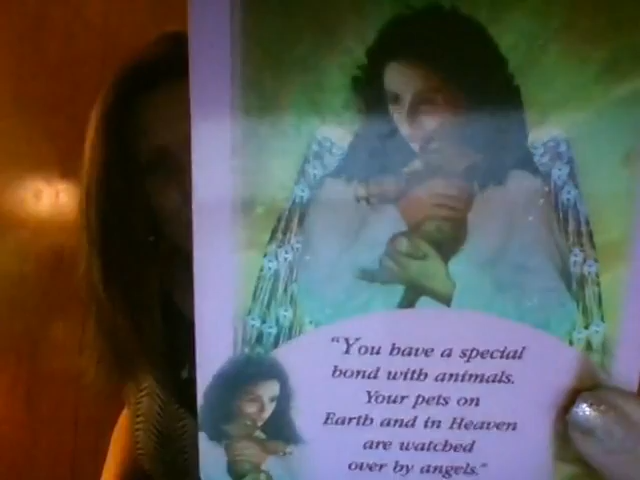 "You have a special
bond with animals.
Your pets on
Earth and in Heaven
are watched
over by angels."